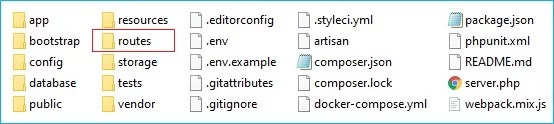 app
bootstrap
config
database
public
resources
routes
storage
tests
vendor
.editorconfig
.env
.env.example
.gitattributes
.gitignore
.styleci.yml
artisan
composer.json
composer.lock
docker-compose.yml
package.json
phpunit.xml
README.md
server.php
webpack.mix.js